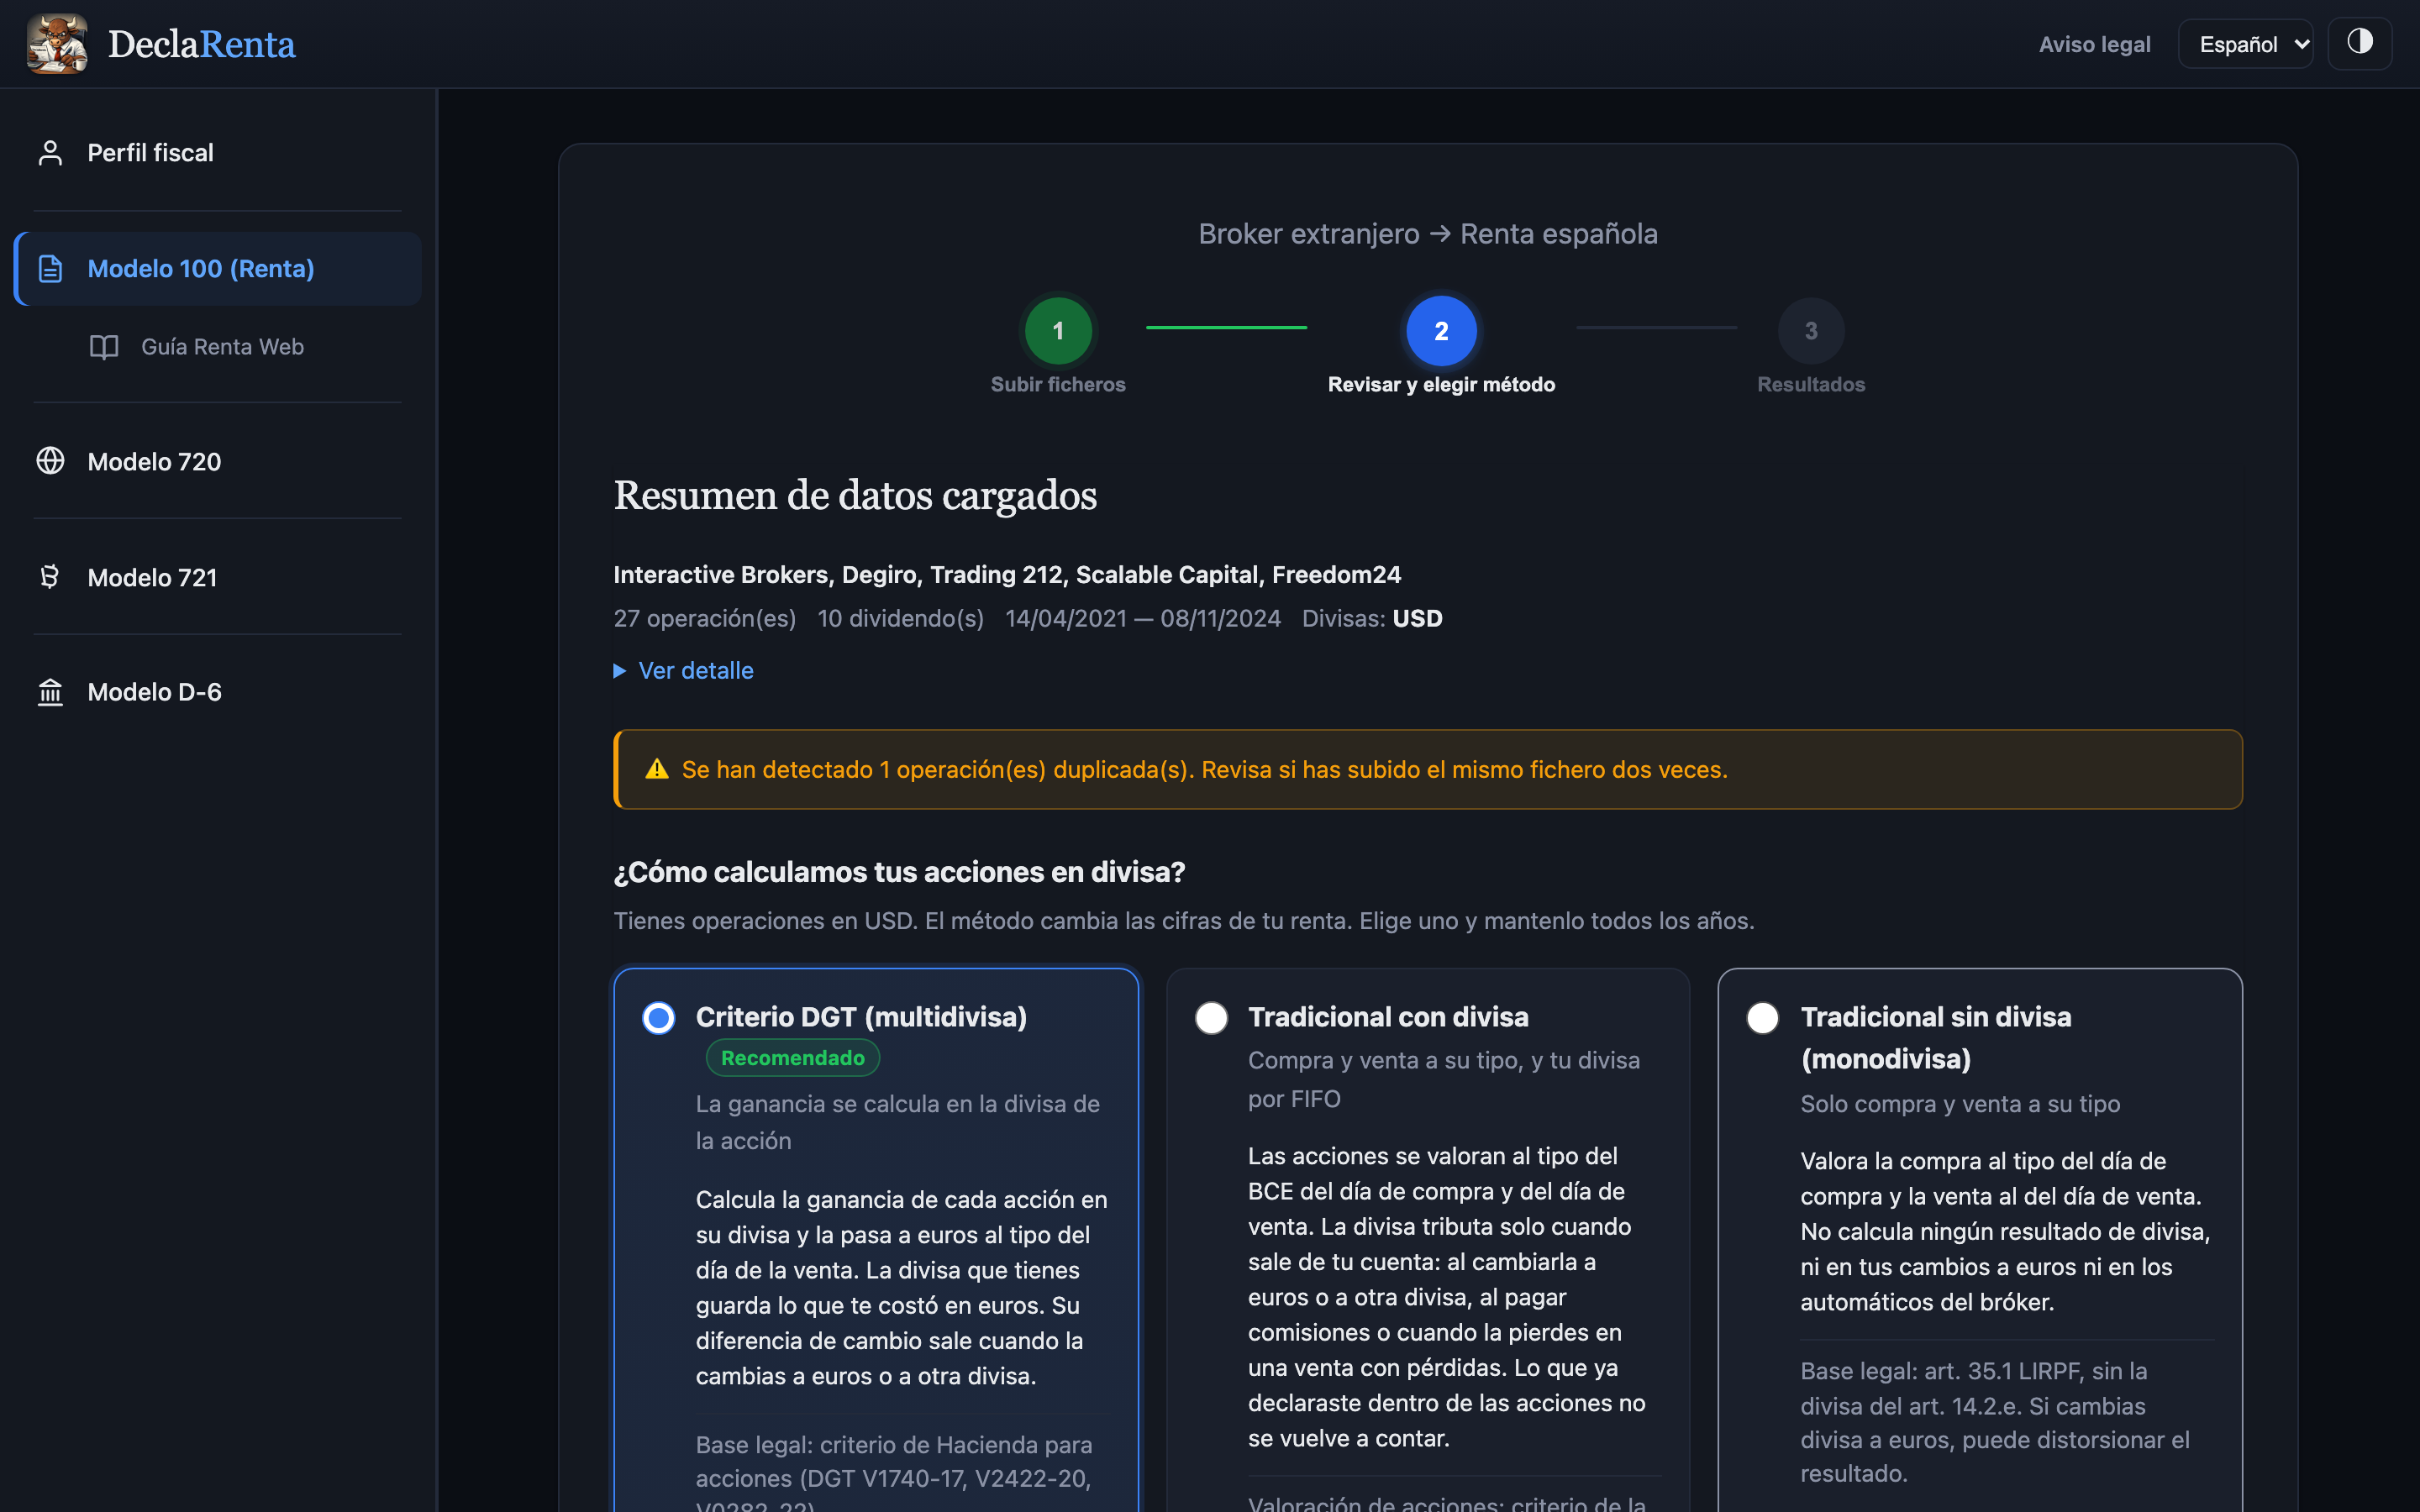 DeclaRenta
Aviso legal
Español
Perfil fiscal
Modelo 100 (Renta)
Guía Renta Web
Modelo 720
Modelo 721
Modelo D-6
Broker extranjero → Renta española
1
2
3
Subir ficheros
Revisar y elegir método
Resultados
Resumen de datos cargados
Interactive Brokers, Degiro, Trading 212, Scalable Capital, Freedom24
27 operación(es) 10 dividendo(s) 14/04/2021 — 08/11/2024 Divisas: USD
Ver detalle
Se han detectado 1 operación(es) duplicada(s). Revisa si has subido el mismo fichero dos veces.
¿Cómo calculamos tus acciones en divisa?
Tienes operaciones en USD. El método cambia las cifras de tu renta. Elige uno y mantenlo todos los años.
Criterio DGT (multidivisa)
Recomendado
La ganancia se calcula en la divisa de
la acción
Calcula la ganancia de cada acción en
su divisa y la pasa a euros al tipo del
día de la venta. La divisa que tienes
guarda lo que te costó en euros. Su
diferencia de cambio sale cuando la
cambias a euros o a otra divisa.
Base legal: criterio de Hacienda para
acciones (DGT V1740-17, V2422-20,
V0282-22)
Tradicional con divisa
Compra y venta a su tipo, y tu divisa
por FIFO
Las acciones se valoran al tipo del
BCE del día de compra y del día de
venta. La divisa tributa solo cuando
sale de tu cuenta: al cambiarla a
euros o a otra divisa, al pagar
comisiones o cuando la pierdes en
una venta con pérdidas. Lo que ya
declaraste dentro de las acciones no
se vuelve a contar.
Valoración de acciones: criterio de la
Tradicional sin divisa
(monodivisa)
Solo compra y venta a su tipo
Valora la compra al tipo del día de
compra y la venta al del día de venta.
No calcula ningún resultado de divisa,
ni en tus cambios a euros ni en los
automáticos del bróker.
Base legal: art. 35.1 LIRPF, sin la
divisa del art. 14.2.e. Si cambias
divisa a euros, puede distorsionar el
resultado.